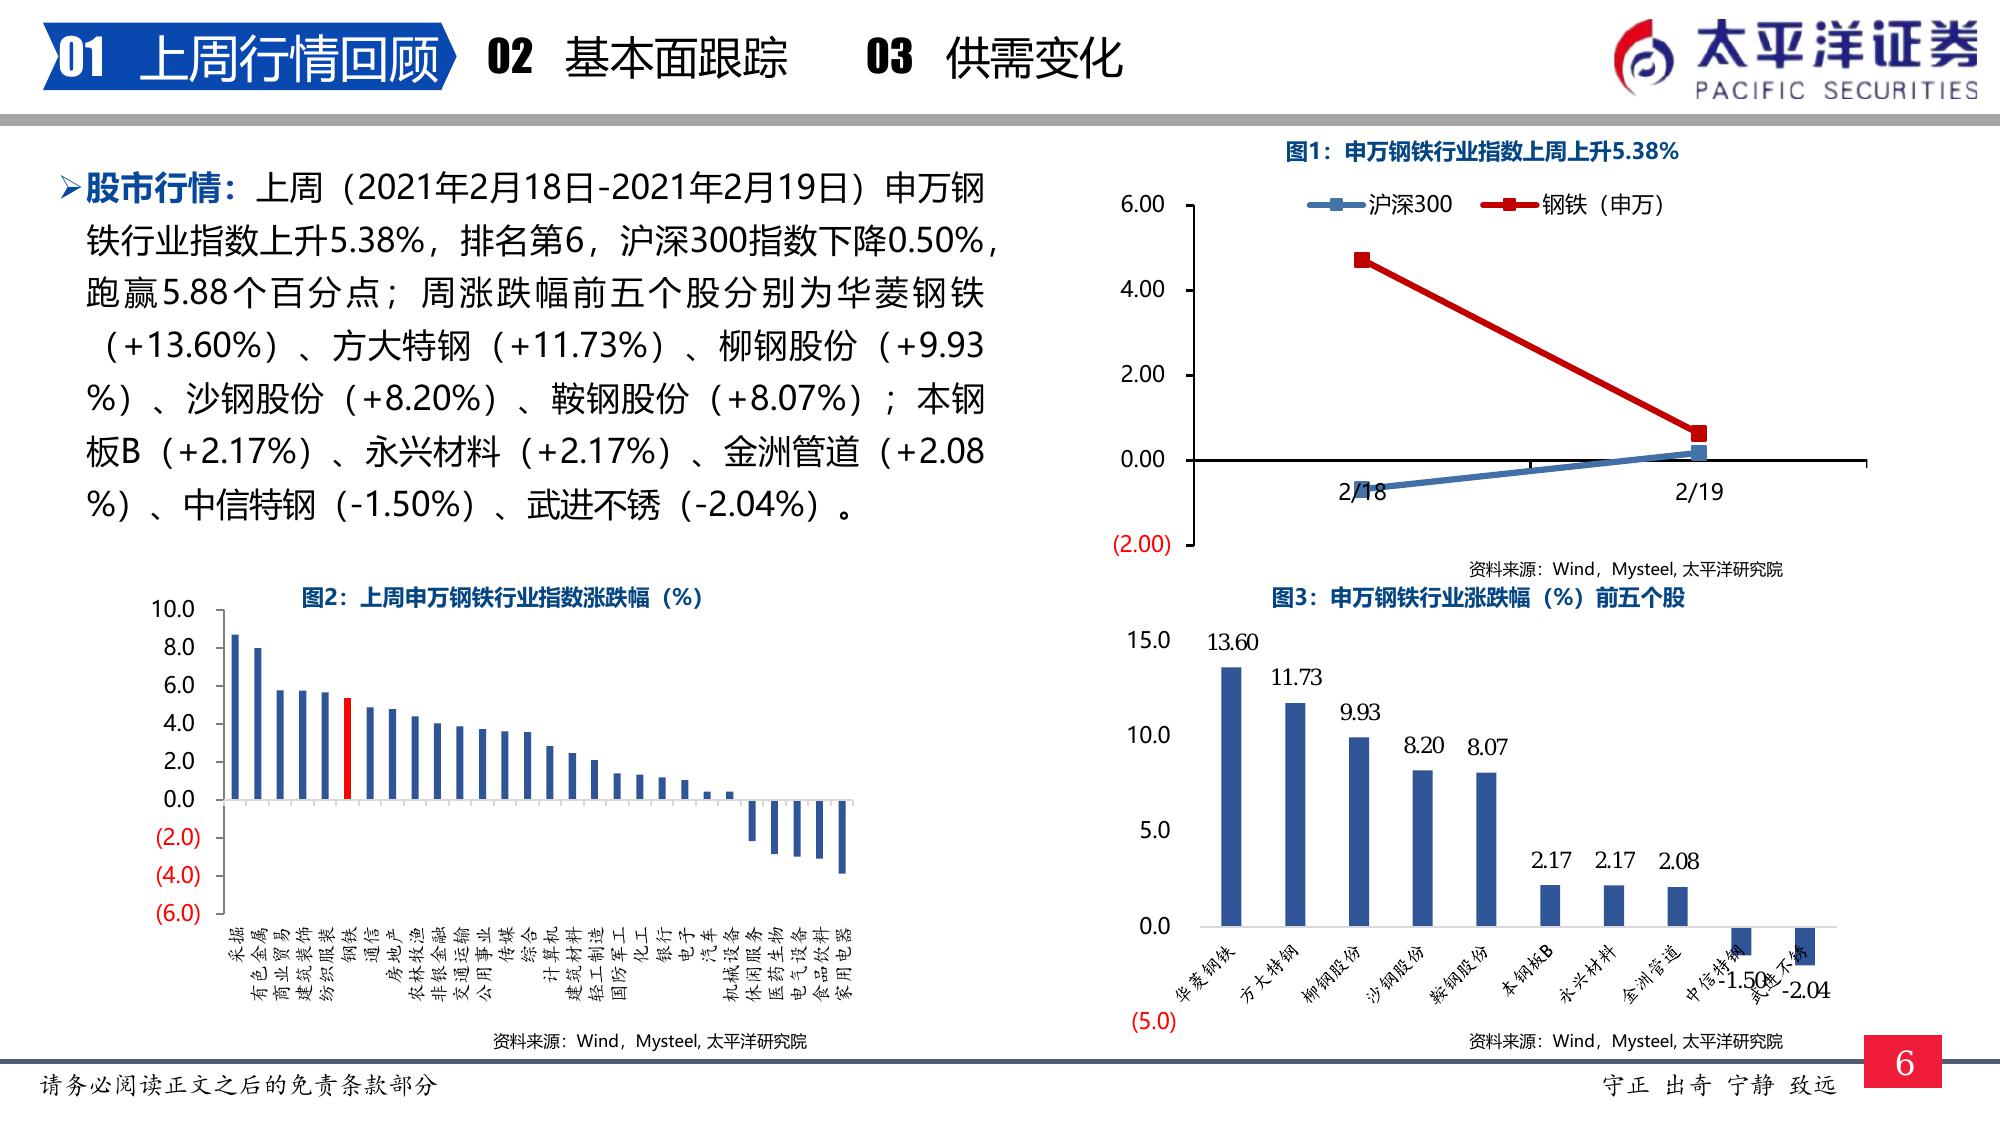 01 上周行情回顾 02 基本面跟踪 03 供需变化
太平洋证券
PACIFIC SECURITIES
➢股市行情：上周（2021年2月18日-2021年2月19日）申万钢
铁行业指数上升5.38%，排名第6，沪深300指数下降0.50%，
跑赢5.88个百分点；周涨跌幅前五个股分别为华菱钢铁
（+13.60%）、方大特钢（+11.73%）、柳钢股份（+9.93
%）、沙钢股份（+8.20%）、鞍钢股份（+8.07%）；本钢
板B（+2.17%）、永兴材料（+2.17%）、金洲管道（+2.08
%）、中信特钢（-1.50%）、武进不锈（-2.04%）。
图1：申万钢铁行业指数上周上升5.38%
沪深300 钢铁（申万）
6.00
4.00
2.00
0.00
(2.00)
2/18 2/19
资料来源：Wind，Mysteel, 太平洋研究院
图2：上周申万钢铁行业指数涨跌幅（%）
10.0
8.0
6.0
4.0
2.0
0.0
(2.0)
(4.0)
(6.0)
采掘
有色金属
商业贸易
建筑装饰
纺织服装
钢铁
通信
房地产
农林牧渔
非银金融
交通运输
公用事业
传媒
综合
计算机
建筑材料
轻工制造
国防军工
化工
银行
电子
汽车
机械设备
休闲服务
医药生物
电气设备
食品饮料
家用电器
资料来源：Wind，Mysteel, 太平洋研究院
图3：申万钢铁行业涨跌幅（%）前五个股
15.0
10.0
5.0
0.0
(5.0)
13.60
11.73
9.93
8.20
8.07
2.17
2.17
2.08
-1.50
-2.04
华菱钢铁
方大特钢
柳钢股份
沙钢股份
鞍钢股份
本钢板B
永兴材料
金洲管道
中信特钢
武进不锈
资料来源：Wind，Mysteel, 太平洋研究院
请务必阅读正文之后的免责条款部分
守正 出奇 宁静 致远
6